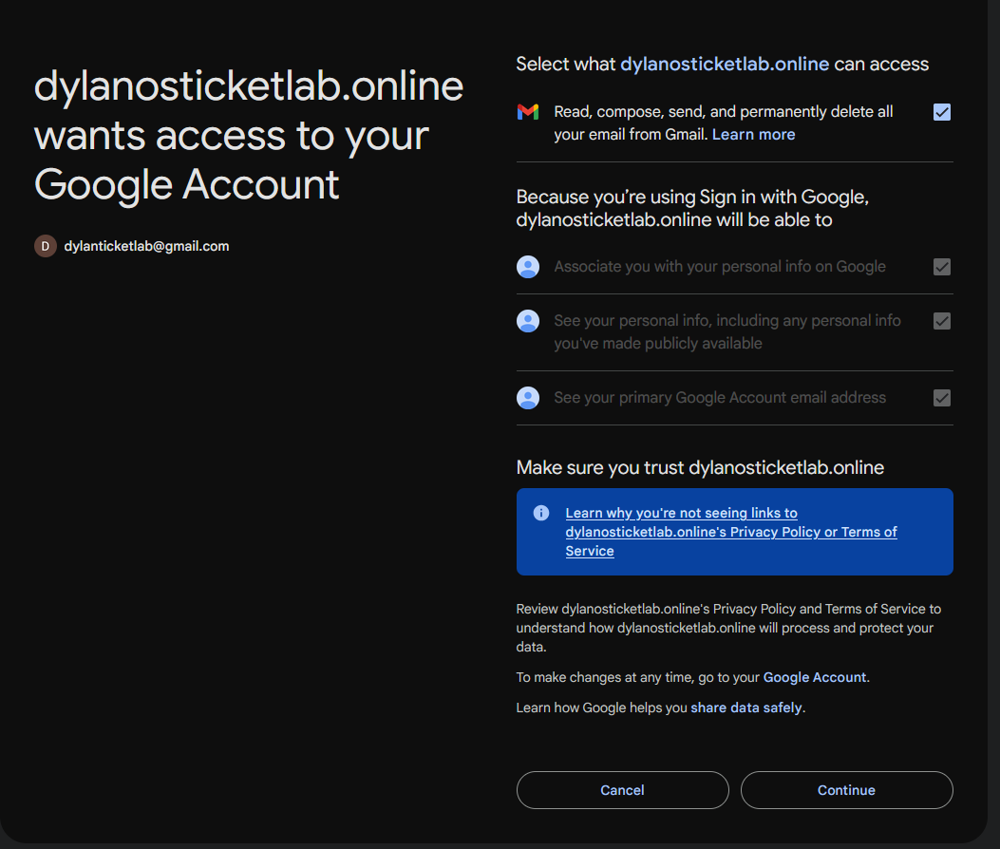 dylanosticketlab.online
wants access to your
Google Account
D dylanticketlab@gmail.com
Select what dylanosticketlab.online can access
Read, compose, send, and permanently delete all
your email from Gmail. Learn more
Because you’re using Sign in with Google,
dylanosticketlab.online will be able to
Associate you with your personal info on Google
See your personal info, including any personal info
you've made publicly available
See your primary Google Account email address
Make sure you trust dylanosticketlab.online
Learn why you're not seeing links to
dylanosticketlab.online's Privacy Policy or Terms of
Service
Review dylanosticketlab.online's Privacy Policy and Terms of Service to
understand how dylanosticketlab.online will process and protect your
data.
To make changes at any time, go to your Google Account.
Learn how Google helps you share data safely.
Cancel
Continue